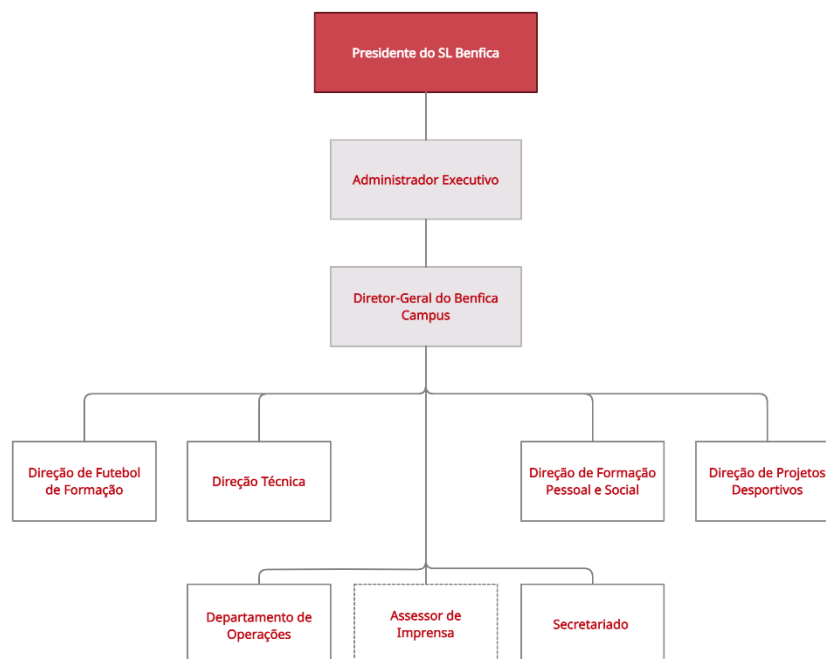 Presidente do SL Benfica
Administrador Executivo
Diretor-Geral do Benfica
Campus
Direção de Futebol
de Formação
Direção Técnica
Direção de Formação
Pessoal e Social
Direção de Projetos
Desportivos
Departamento de
Operações
Assessor de
Imprensa
Secretariado